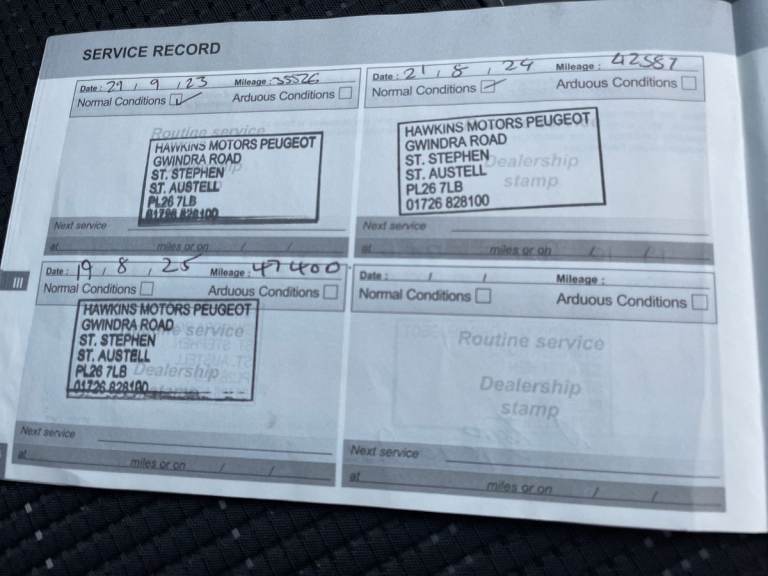 SERVICE RECORD
Date : 21 , 9 , 23 Mileage : 35526
Normal Conditions Arduous Conditions
Routine service
HAWKINS MOTORS PEUGEOT
GWINDRA ROAD
ST. STEPHEN
ST. AUSTELL
PL26 7LB
01726 828100
Next service
at miles or on / /
Date : 21 , 8 , 24 Mileage : 42587
Normal Conditions Arduous Conditions
HAWKINS MOTORS PEUGEOT
GWINDRA ROAD
ST. STEPHEN
ST. AUSTELL
PL26 7LB
01726 828100
Dealership
stamp
Next service
at miles or on / /
Date : 19 , 8 , 25 Mileage : 47400
Normal Conditions Arduous Conditions
HAWKINS MOTORS PEUGEOT
GWINDRA ROAD
ST. STEPHEN service
ST. AUSTELL
PL26 7LB Dealership
01726 828100
Next service
at miles or on / /
Date : / / Mileage :
Normal Conditions Arduous Conditions
Routine service
Dealership
stamp
Next service
at miles or on / /
III